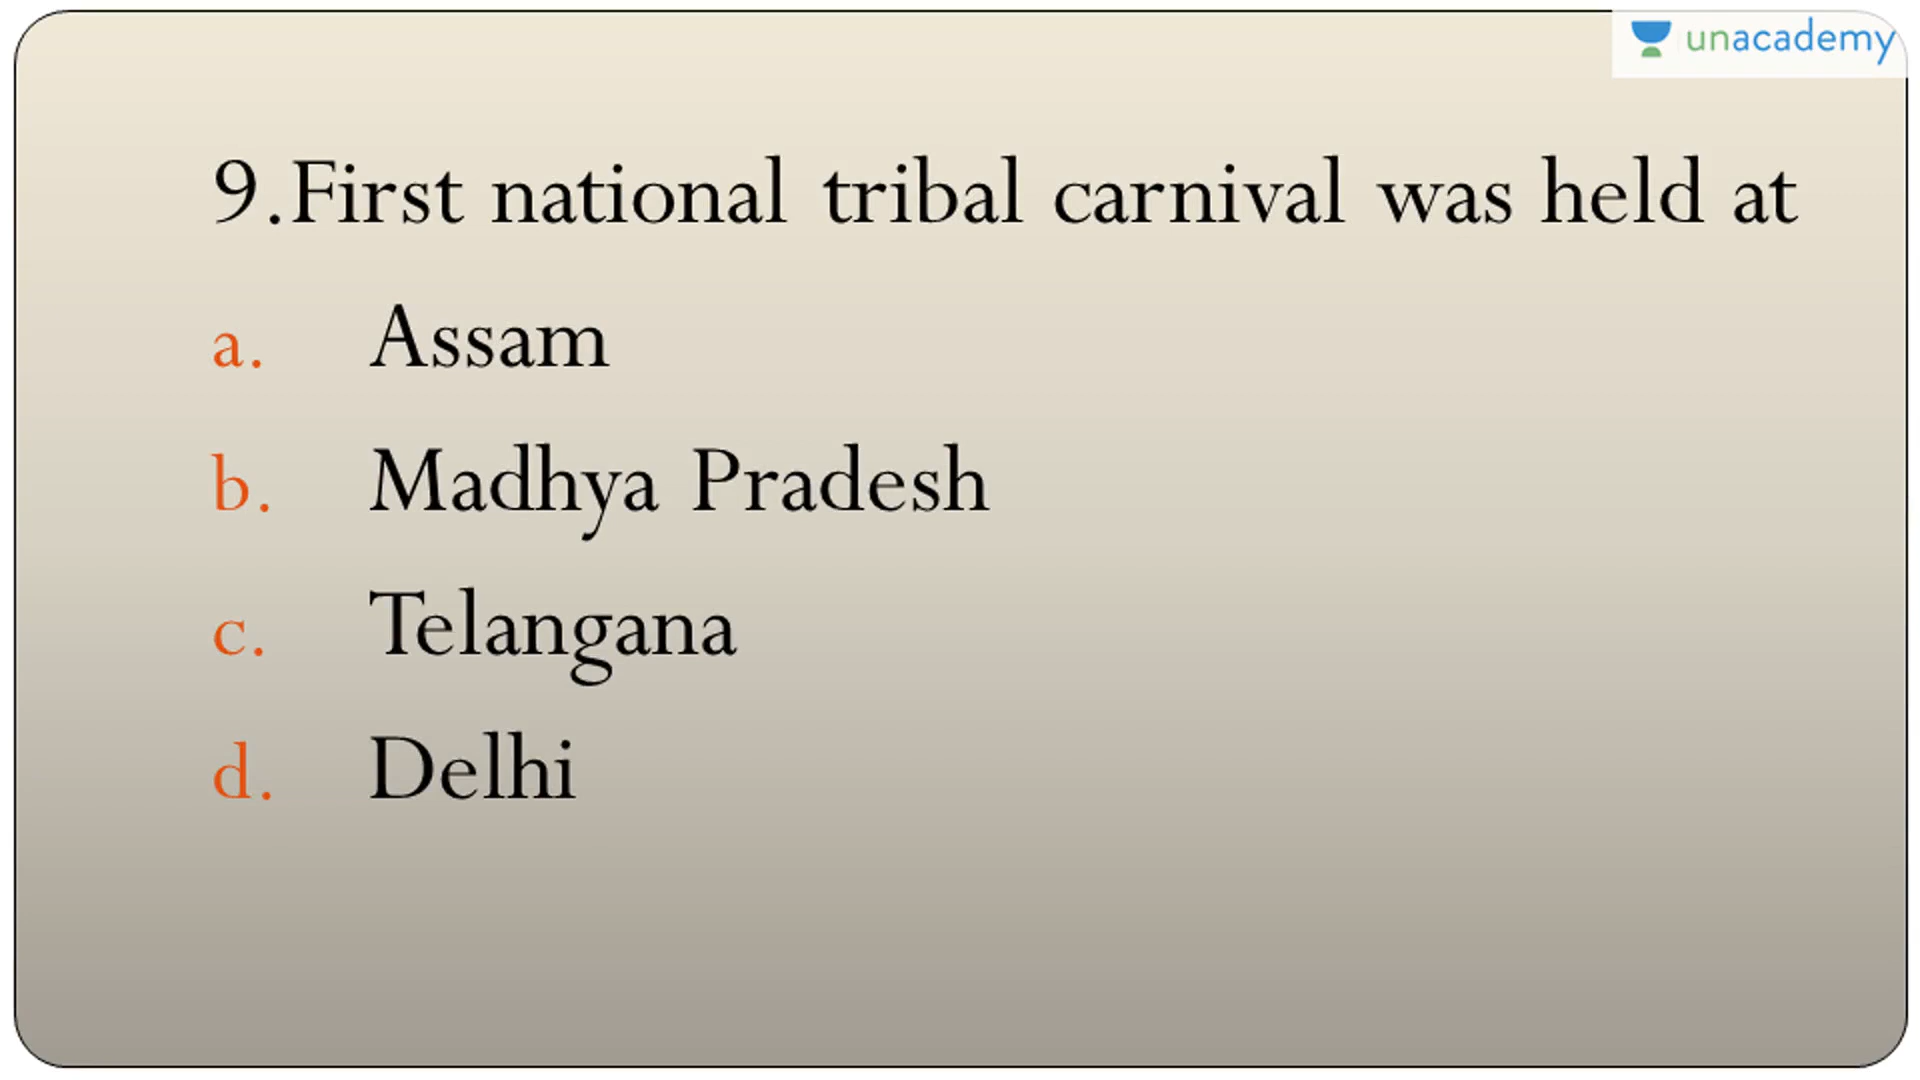 unacademy
9.First national tribal carnival was held at
a. Assam
b. Madhya Pradesh
c. Telangana
d. Delhi